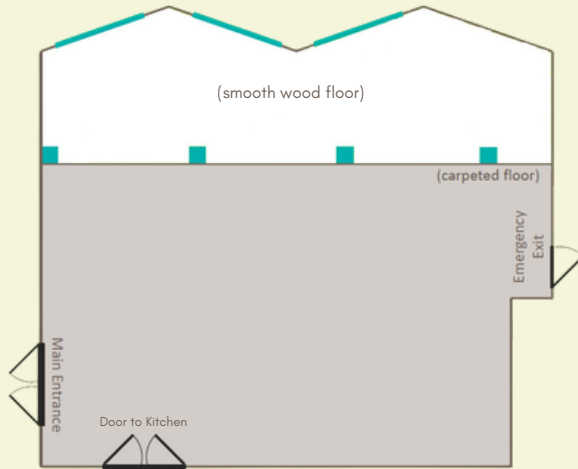 (smooth wood floor)
(carpeted floor)
Emergency
Exit
Main Entrance
Door to Kitchen